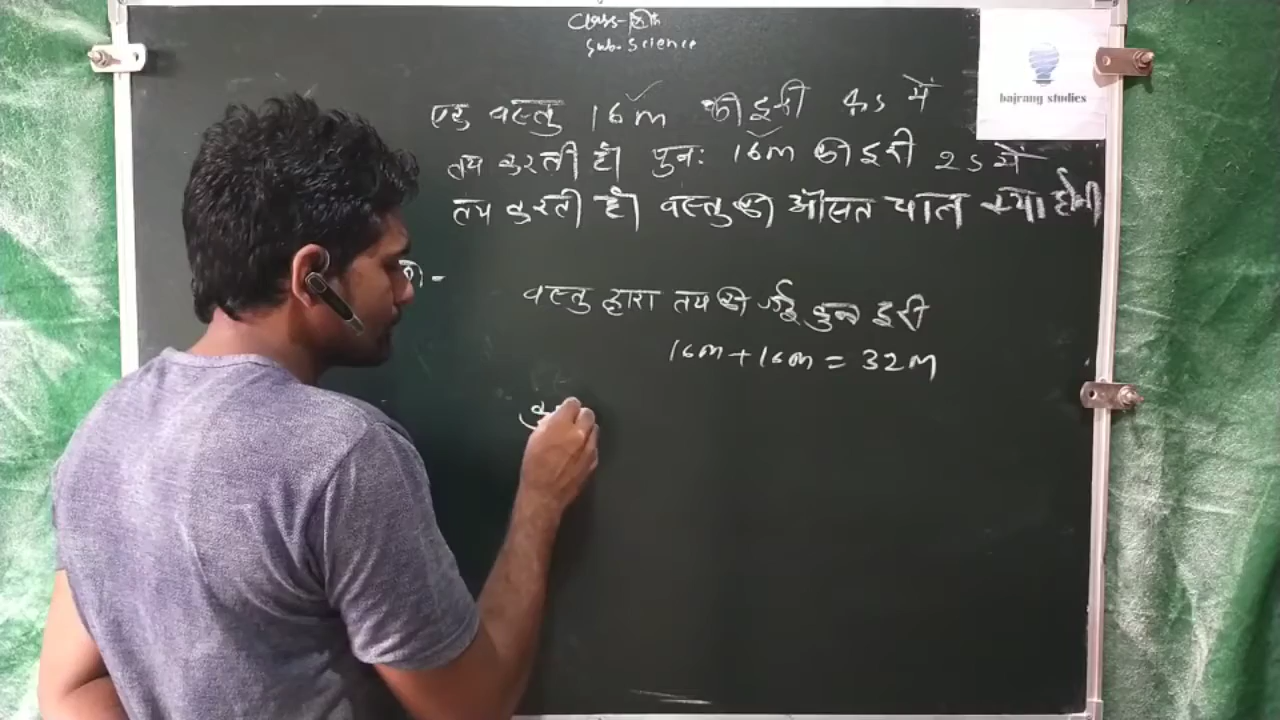 Class-
Sub. Science
bajrang studies
एक वस्तु 16m की दूरी 4s में
तय करती है। पुनः 16m की दूरी 2s में
तय करती है। वस्तु की औसत चाल क्या होगी
वस्तु द्वारा तय की गई कुल दूरी
16m + 16m = 32m